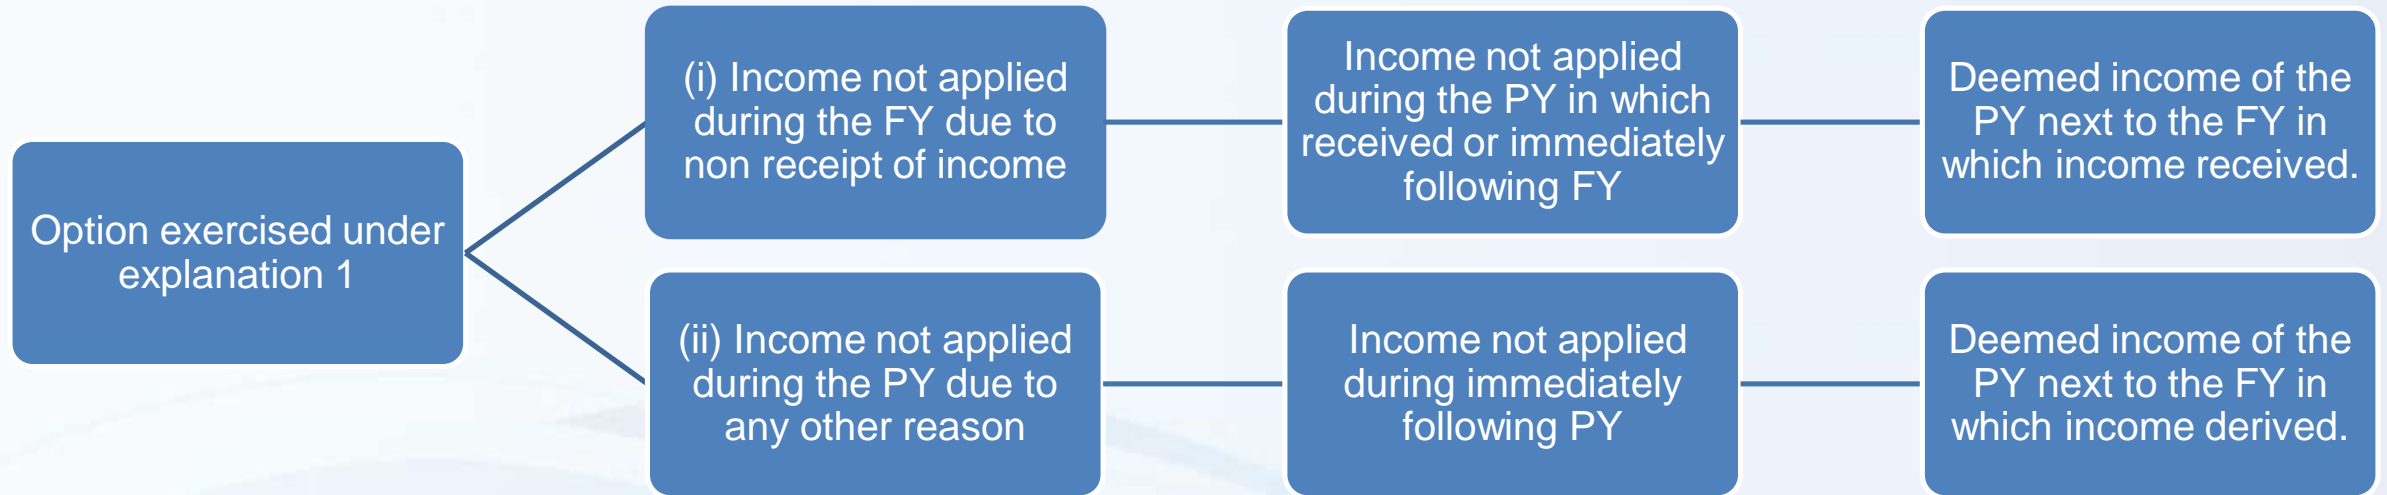 Option exercised under
explanation 1
(i) Income not applied
during the FY due to
non receipt of income
Income not applied
during the PY in which
received or immediately
following FY
Deemed income of the
PY next to the FY in
which income received.
(ii) Income not applied
during the PY due to
any other reason
Income not applied
during immediately
following PY
Deemed income of the
PY next to the FY in
which income derived.